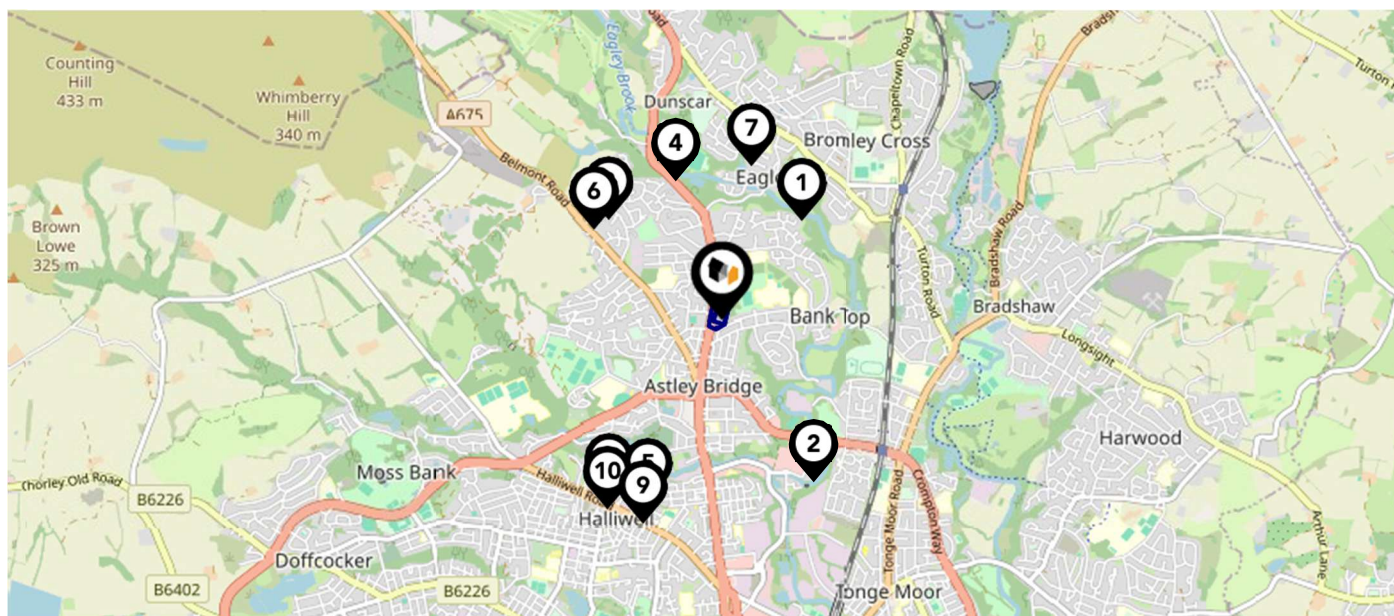 Counting
Hill
433 m
Whimberry
Hill
340 m
A675
Eagley Brook
Dunscar
4
7
Bromley Cross
Chapeltown Road
Turton
Belmont Road
6
Eagl
1
Brown
Lowe
325 m
Bradshaw Road
Turton Road
Bradshaw
Bank Top
Longsight
Astley Bridge
Harwood
2
Moss Bank
10
5
9
Halliwell Ro
Halliwell
Chorley Old Road
B6226
Crompton Way
Tonge Moor Road
Arthur Lane
Doffcocker
B6402
B6226
Tonge Moor